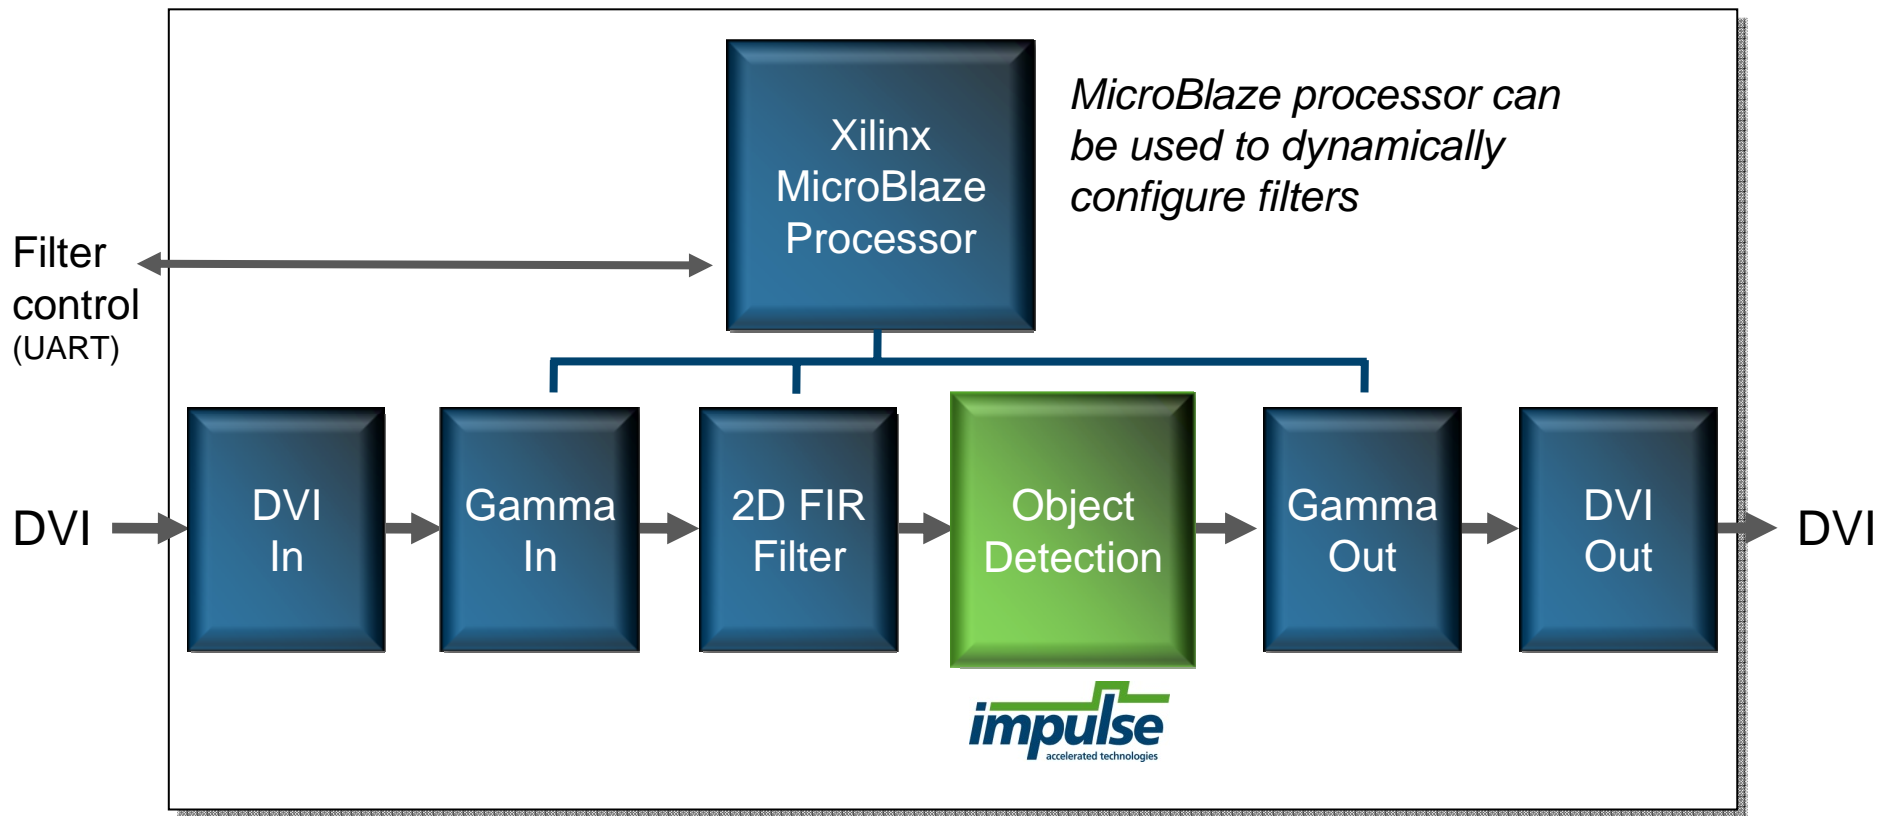 Xilinx
MicroBlaze
Processor
MicroBlaze processor can
be used to dynamically
configure filters
Filter
control
(UART)
DVI
DVI
In
Gamma
In
2D FIR
Filter
Object
Detection
Gamma
Out
DVI
Out
DVI
impulse
accelerated technologies